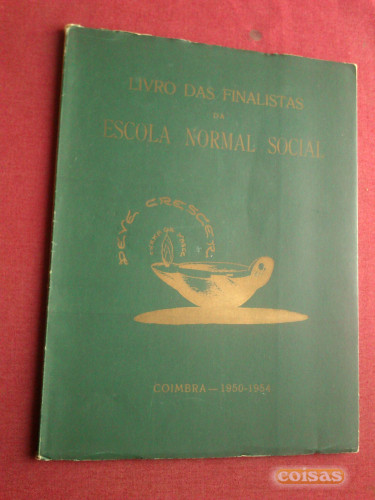 LIVRO DAS FINALISTAS
DA
ESCOLA NORMAL SOCIAL
DEVE CRESCER
COIMBRA — 1950-1954
coisas